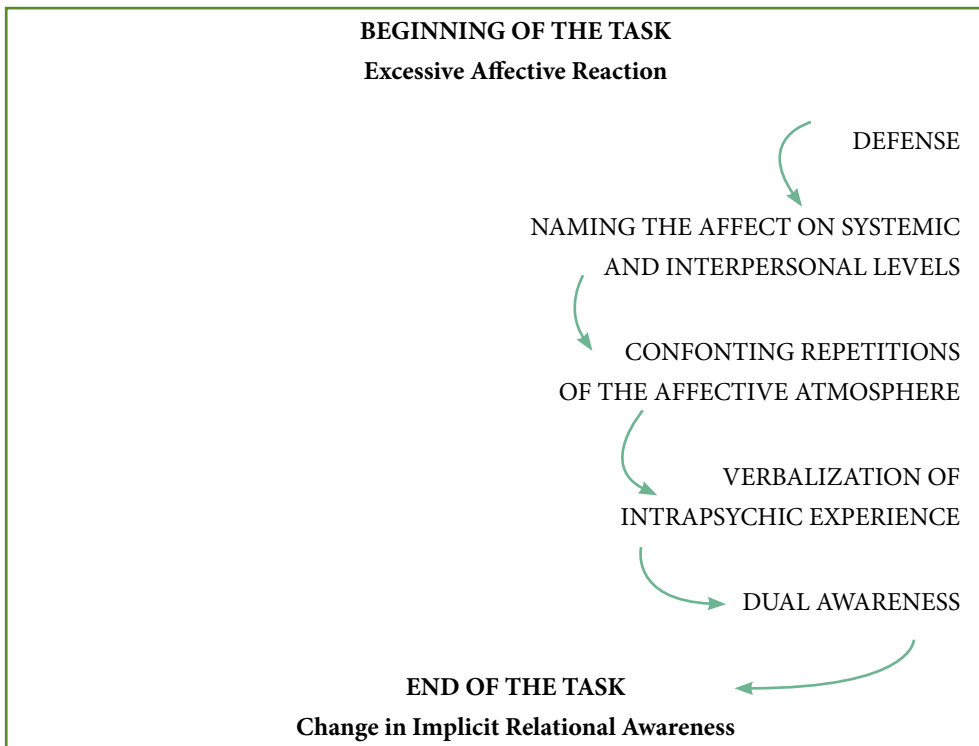 BEGINNING OF THE TASK
Excessive Affective Reaction
DEFENSE
NAMING THE AFFECT ON SYSTEMIC
AND INTERPERSONAL LEVELS
CONFONTING REPETITIONS
OF THE AFFECTIVE ATMOSPHERE
VERBALIZATION OF
INTRAPSYCHIC EXPERIENCE
DUAL AWARENESS
END OF THE TASK
Change in Implicit Relational Awareness